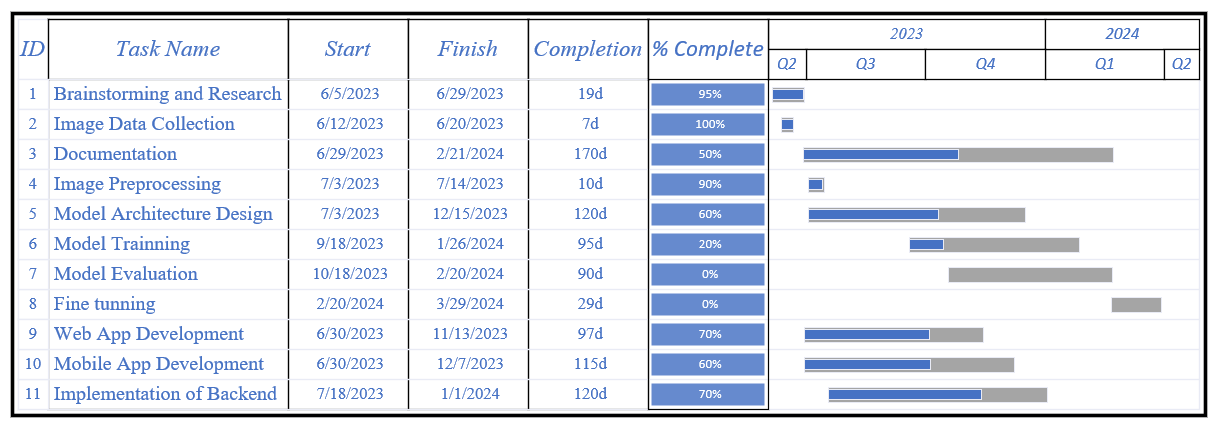 ID Task Name Start Finish Completion % Complete 2023 2024
Q2 Q3 Q4 Q1 Q2
1 Brainstorming and Research 6/5/2023 6/29/2023 19d 95%
2 Image Data Collection 6/12/2023 6/20/2023 7d 100%
3 Documentation 6/29/2023 2/21/2024 170d 50%
4 Image Preprocessing 7/3/2023 7/14/2023 10d 90%
5 Model Architecture Design 7/3/2023 12/15/2023 120d 60%
6 Model Trainning 9/18/2023 1/26/2024 95d 20%
7 Model Evaluation 10/18/2023 2/20/2024 90d 0%
8 Fine tunning 2/20/2024 3/29/2024 29d 0%
9 Web App Development 6/30/2023 11/13/2023 97d 70%
10 Mobile App Development 6/30/2023 12/7/2023 115d 60%
11 Implementation of Backend 7/18/2023 1/1/2024 120d 70%